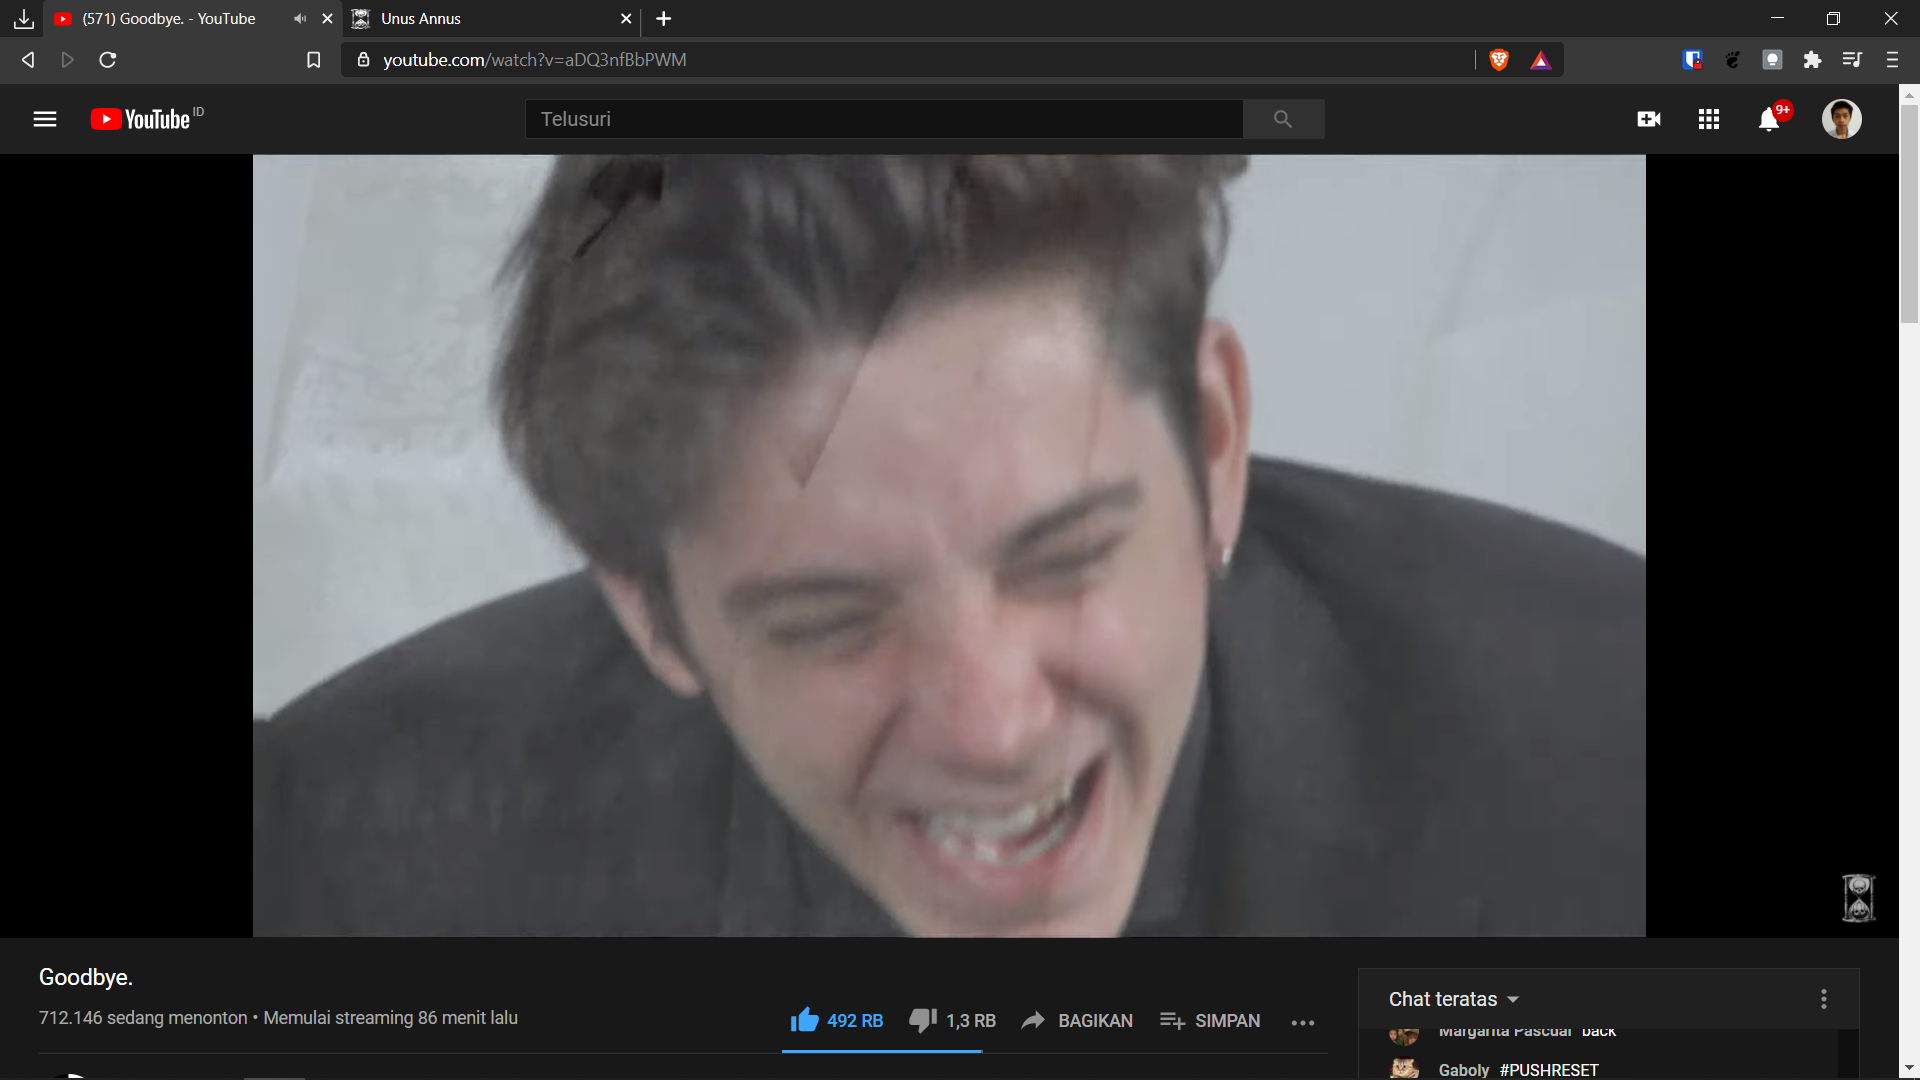 (571) Goodbye. - YouTube
Unus Annus
youtube.com/watch?v=aDQ3nfBbPWM
YouTube ID
Telusuri
9+
Goodbye.
712.146 sedang menonton • Memulai streaming 86 menit lalu
492 RB
1,3 RB
BAGIKAN
SIMPAN
Chat teratas
Margarita Pascual back
Gaboly #PUSHRESET